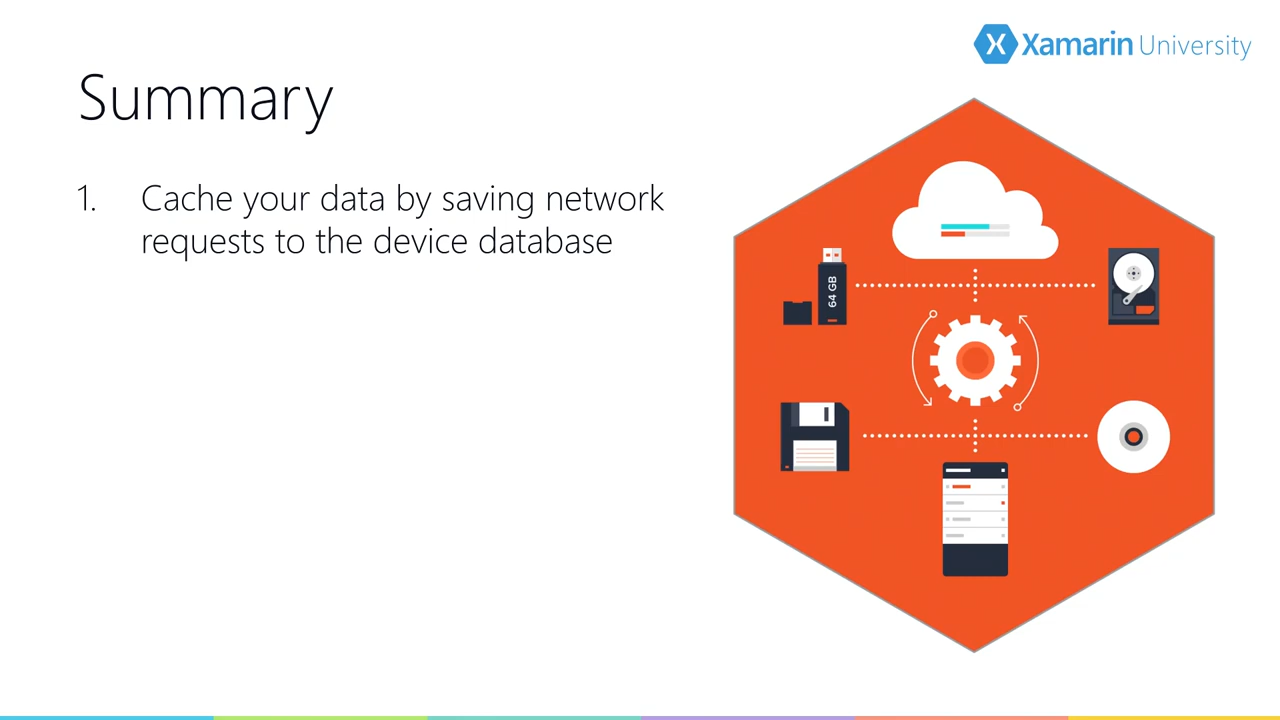 Xamarin University
Summary
1. Cache your data by saving network
requests to the device database
64 GB